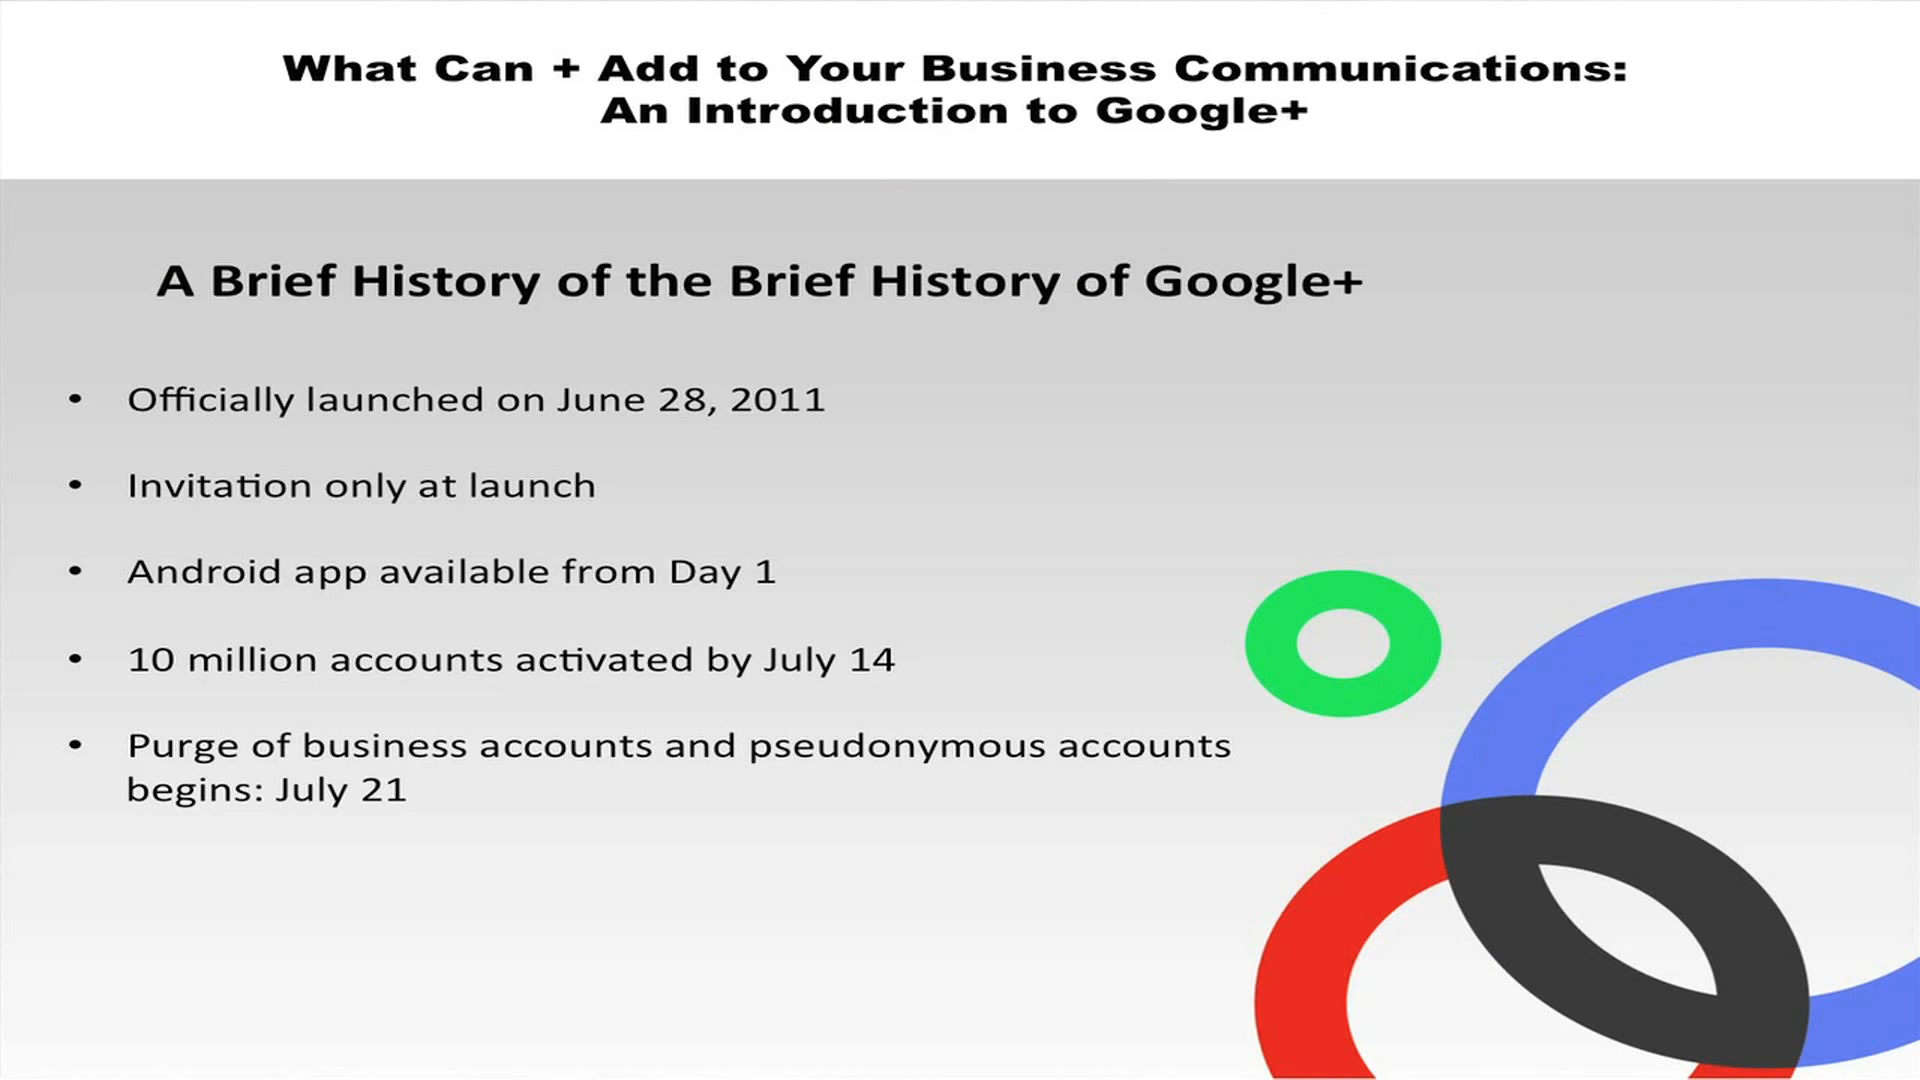 What Can + Add to Your Business Communications:
An Introduction to Google+
A Brief History of the Brief History of Google+
• Officially launched on June 28, 2011
• Invitation only at launch
• Android app available from Day 1
• 10 million accounts activated by July 14
• Purge of business accounts and pseudonymous accounts
begins: July 21